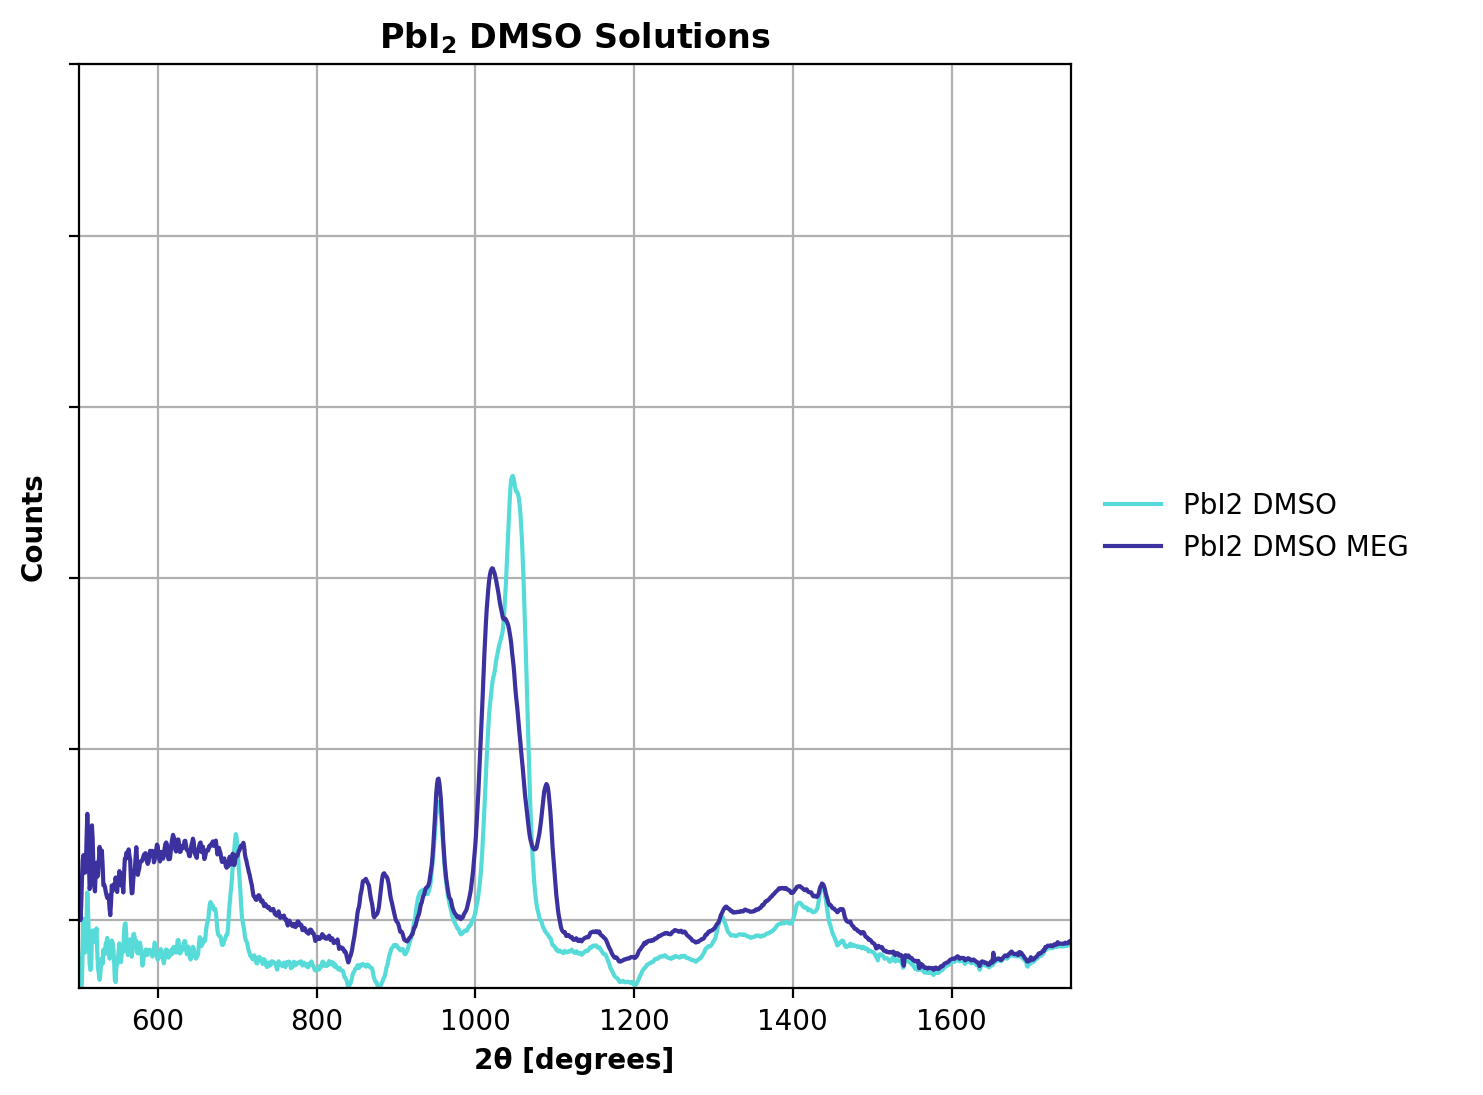 PbI₂ DMSO Solutions
Counts
PbI2 DMSO
PbI2 DMSO MEG
600 800 1000 1200 1400 1600
2θ [degrees]